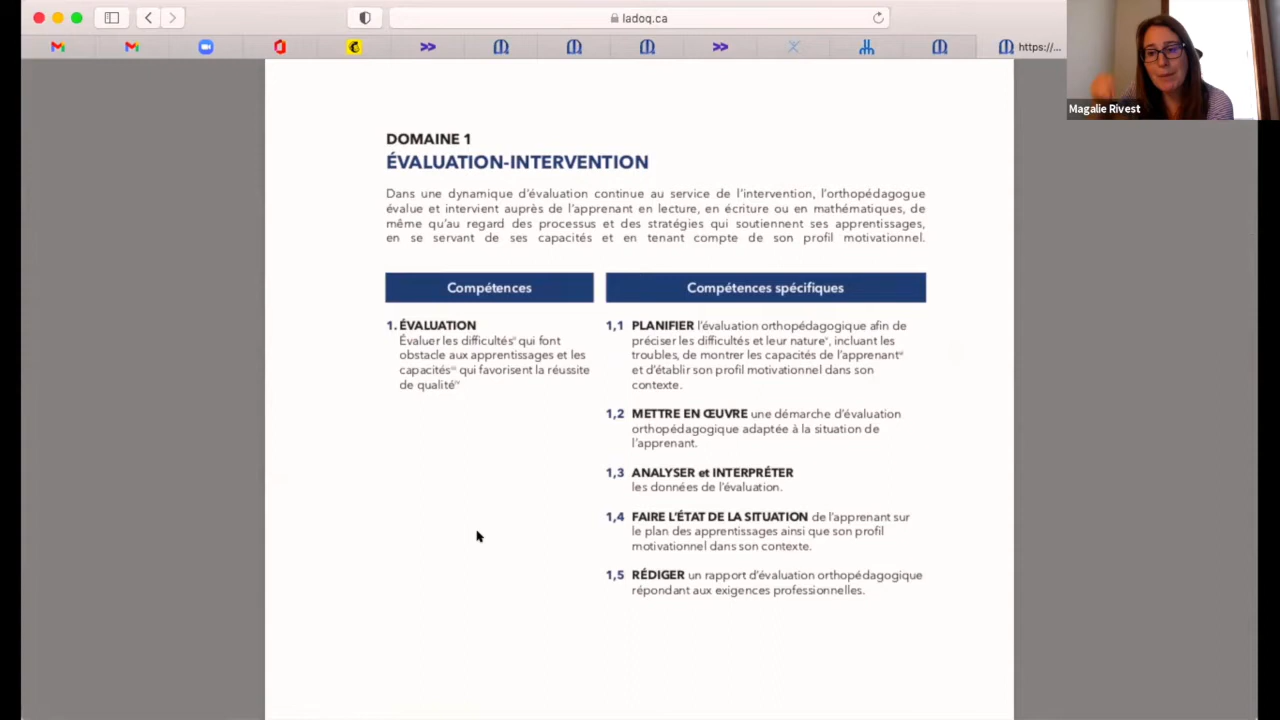 ladoq.ca
https://...
Magalie Rivest
DOMAINE 1
ÉVALUATION-INTERVENTION
Dans une dynamique d'évaluation continue au service de l'intervention, l'orthopédagogue
évalue et intervient auprès de l'apprenant en lecture, en écriture ou en mathématiques, de
même qu'au regard des processus et des stratégies qui soutiennent ses apprentissages,
en se servant de ses capacités et en tenant compte de son profil motivationnel.
Compétences
1. ÉVALUATION
Évaluer les difficultés qui font
obstacle aux apprentissages et les
capacités qui favorisent la réussite
de qualité
Compétences spécifiques
1,1 PLANIFIER l'évaluation orthopédagogique afin de
préciser les difficultés et leur nature, incluant les
troubles, de montrer les capacités de l'apprenant
et d'établir son profil motivationnel dans son
contexte.
1,2 METTRE EN ŒUVRE une démarche d'évaluation
orthopédagogique adaptée à la situation de
l'apprenant.
1,3 ANALYSER et INTERPRÉTER
les données de l'évaluation.
1,4 FAIRE L'ÉTAT DE LA SITUATION de l'apprenant sur
le plan des apprentissages ainsi que son profil
motivationnel dans son contexte.
1,5 RÉDIGER un rapport d'évaluation orthopédagogique
répondant aux exigences professionnelles.